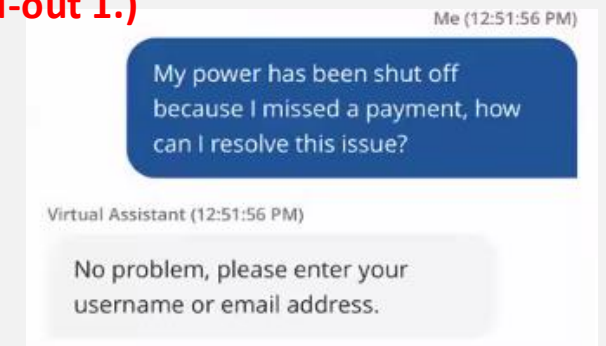 -out 1.)
Me (12:51:56 PM)
My power has been shut off
because I missed a payment, how
can I resolve this issue?
Virtual Assistant (12:51:56 PM)
No problem, please enter your
username or email address.